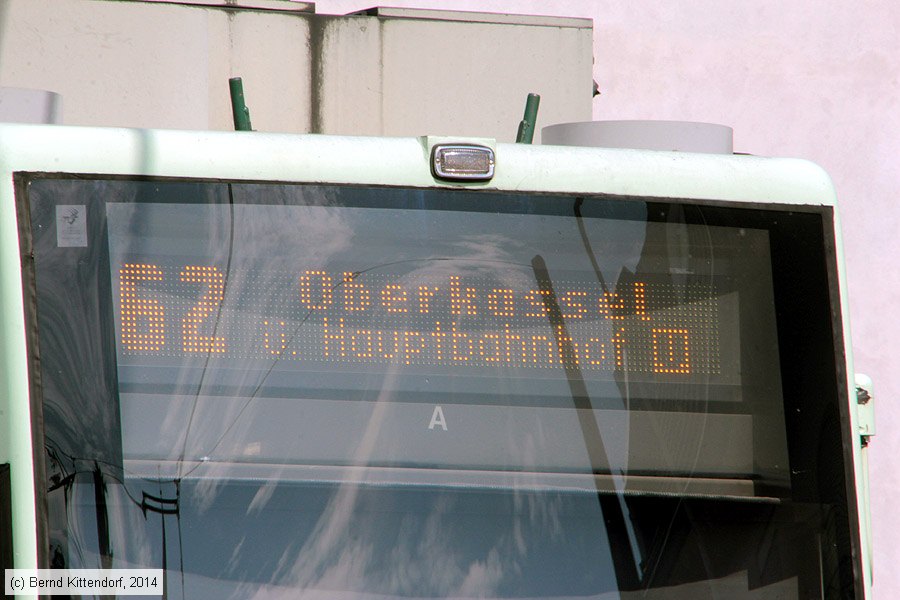 62 Oberkassel
ü. Hauptbahnhof
A
(c) Bernd Kittendorf, 2014